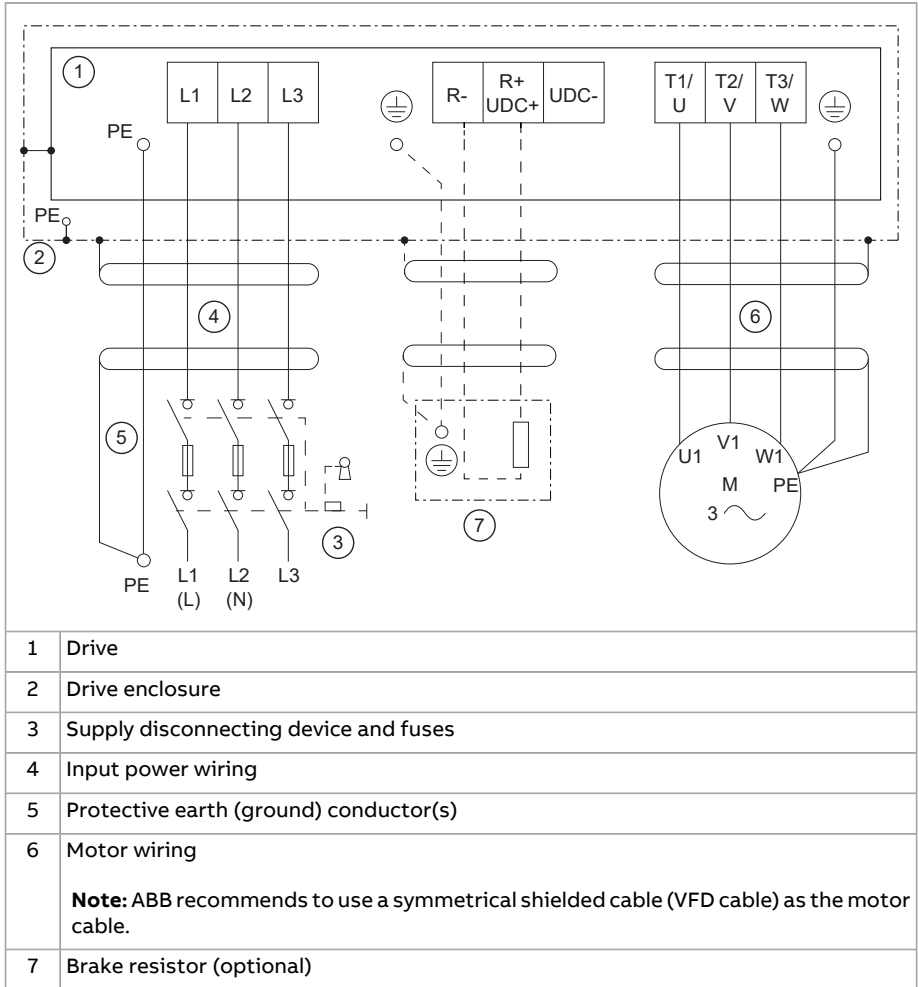 1
L1 L2 L3
R- R+ UDC+ UDC-
T1/ U T2/ V T3/ W
PE
PE
2
4
6
5
U1 V1 W1
M PE
3
7
3
PE L1 (L) L2 (N) L3
1 Drive
2 Drive enclosure
3 Supply disconnecting device and fuses
4 Input power wiring
5 Protective earth (ground) conductor(s)
6 Motor wiring
Note: ABB recommends to use a symmetrical shielded cable (VFD cable) as the motor
cable.
7 Brake resistor (optional)